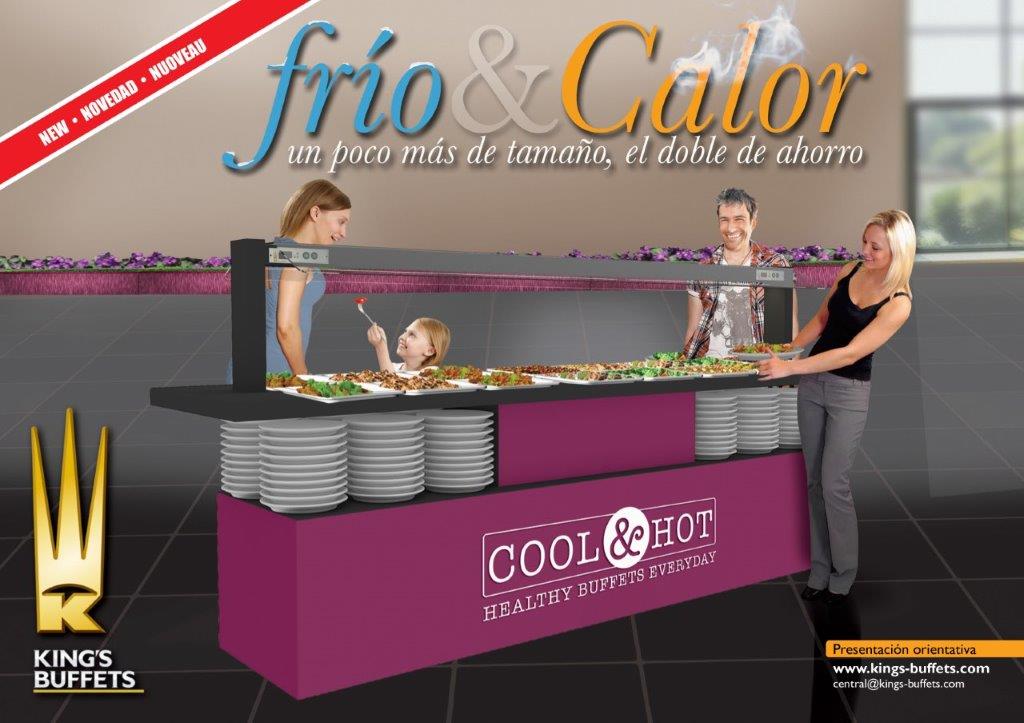 NEW • NOVEDAD • NUOVEAU
frío & Calor
un poco más de tamaño, el doble de ahorro
COOL & HOT
HEALTHY BUFFETS EVERYDAY
K
KING'S
BUFFETS
Presentación orientativa
www.kings-buffets.com
central@kings-buffets.com